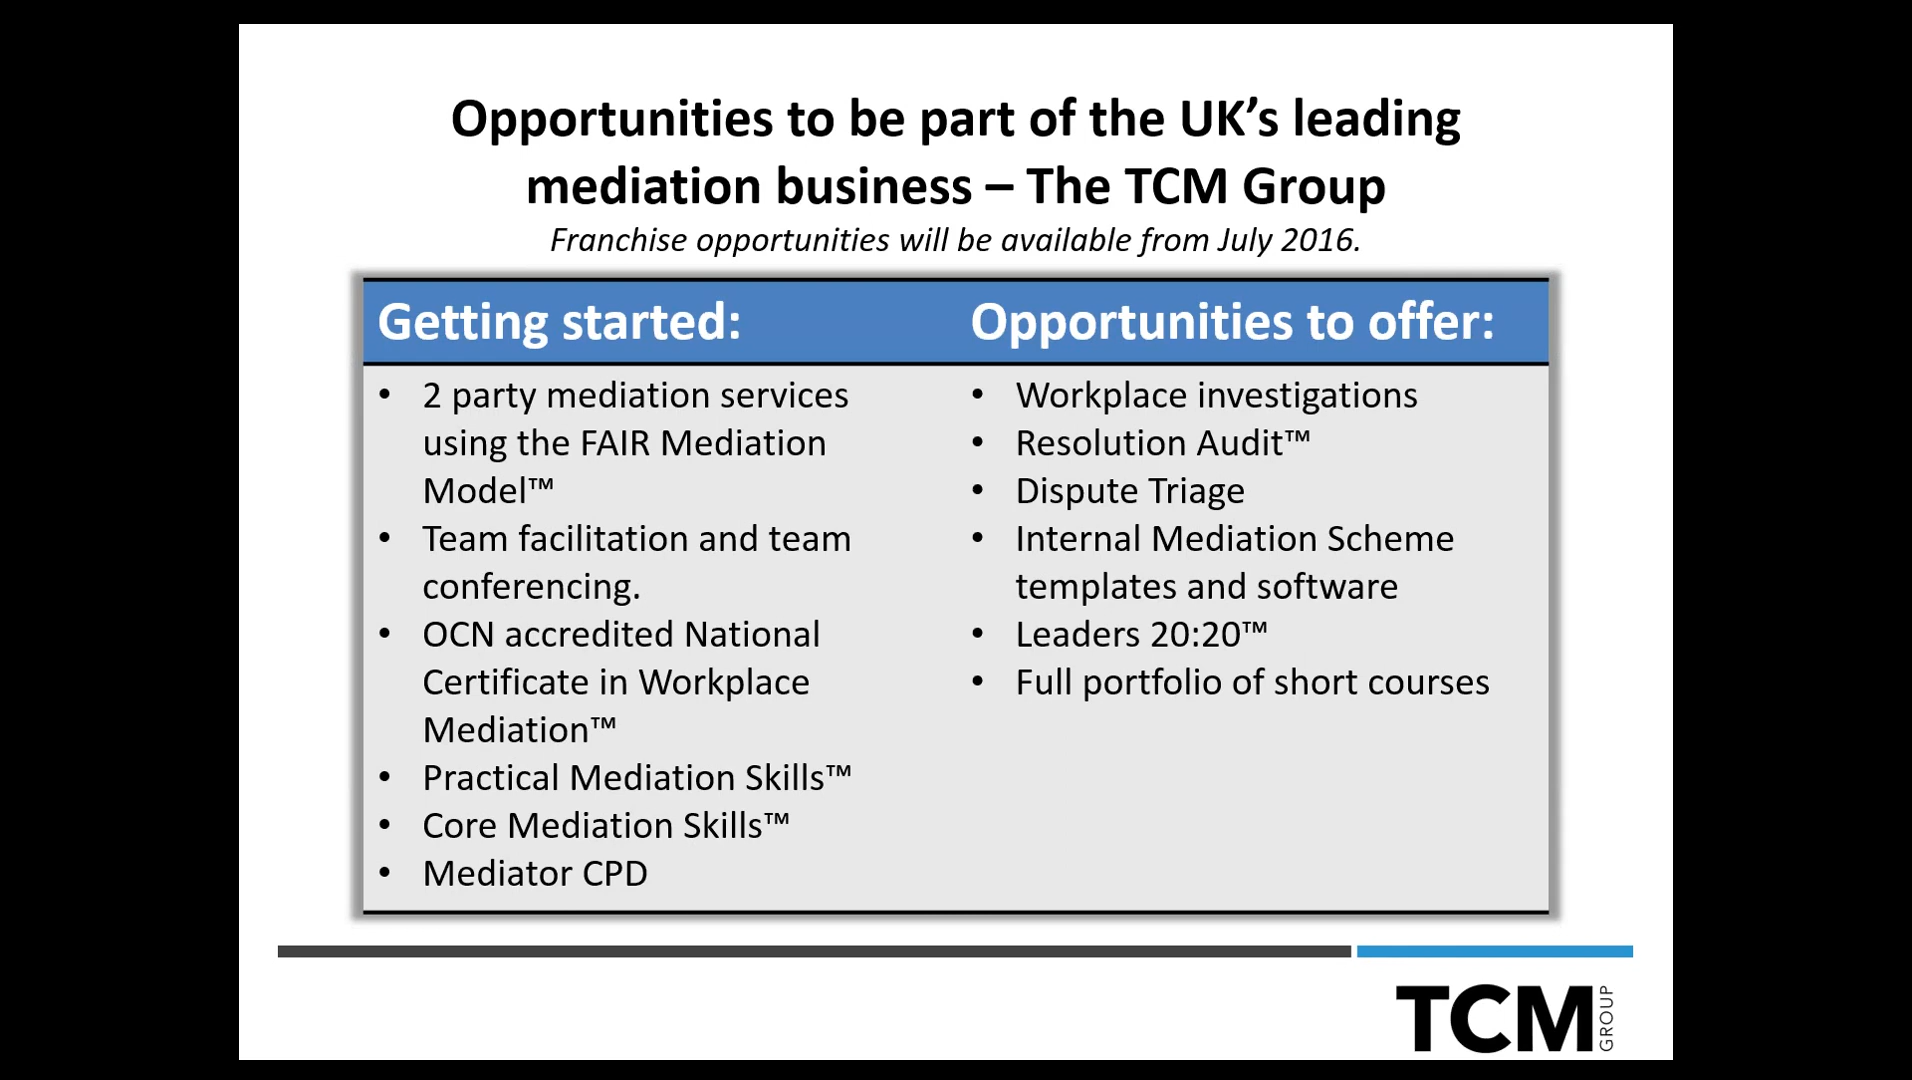 Opportunities to be part of the UK’s leading
mediation business – The TCM Group
Franchise opportunities will be available from July 2016.
Getting started:
• 2 party mediation services
using the FAIR Mediation
Model™
• Team facilitation and team
conferencing.
• OCN accredited National
Certificate in Workplace
Mediation™
• Practical Mediation Skills™
• Core Mediation Skills™
• Mediator CPD
Opportunities to offer:
• Workplace investigations
• Resolution Audit™
• Dispute Triage
• Internal Mediation Scheme
templates and software
• Leaders 20:20™
• Full portfolio of short courses
TCM GROUP